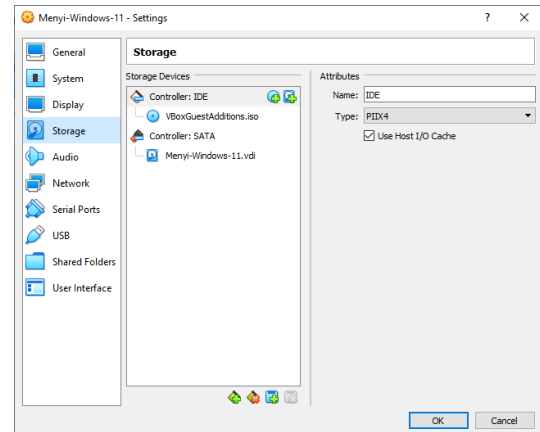 Menyi-Windows-11 - Settings
?
General
System
Display
Storage
Audio
Network
Serial Ports
USB
Shared Folders
User Interface
Storage
Storage Devices
Controller: IDE
VBoxGuestAdditions.iso
Controller: SATA
Menyi-Windows-11.vdi
Attributes
Name: IDE
Type: PIIX4
Use Host I/O Cache
OK Cancel